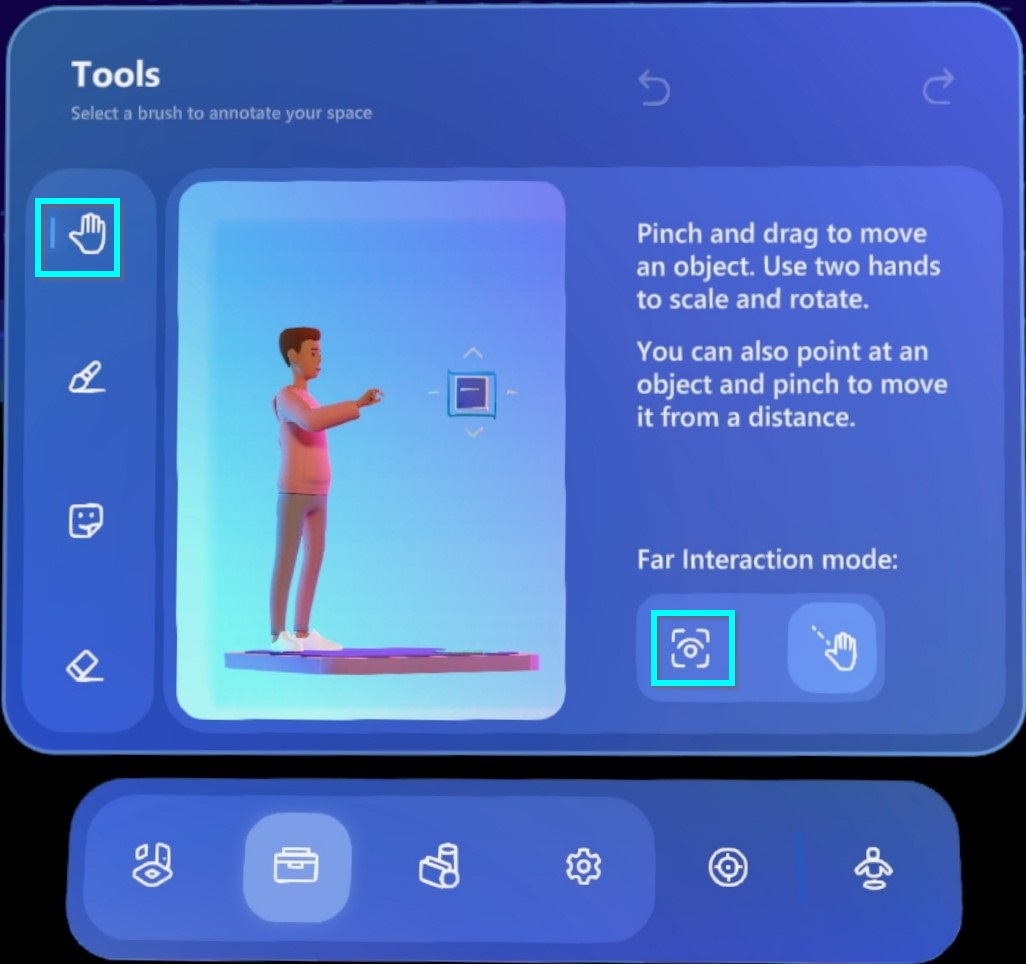 Tools
Select a brush to annotate your space
Pinch and drag to move
an object. Use two hands
to scale and rotate.
You can also point at an
object and pinch to move
it from a distance.
Far Interaction mode: